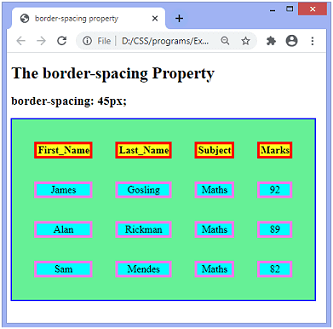 border-spacing property
File | D:/CSS/programs/Ex...
The border-spacing Property
border-spacing: 45px;
First_Name Last_Name Subject Marks
James Gosling Maths 92
Alan Rickman Maths 89
Sam Mendes Maths 82